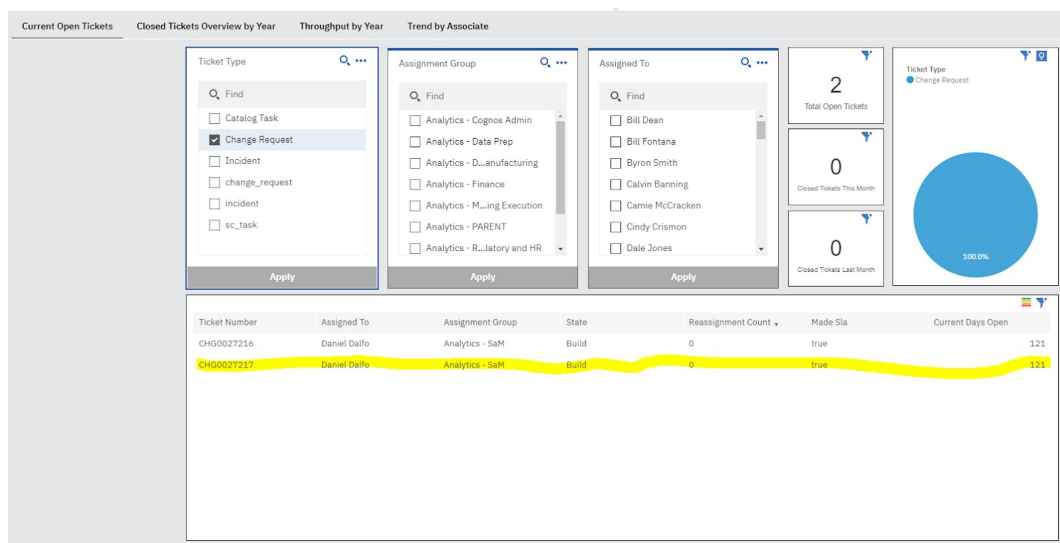 Current Open Tickets Closed Tickets Overview by Year Throughput by Year Trend by Associate
Ticket Type
Find
Catalog Task
Change Request
Incident
change_request
incident
sc_task
Apply
Assignment Group
Find
Analytics - Cognos Admin
Analytics - Data Prep
Analytics - D...anufacturing
Analytics - Finance
Analytics - M...ing Execution
Analytics - PARENT
Analytics - R...latory and HR
Apply
Assigned To
Find
Bill Dean
Bill Fontana
Byron Smith
Calvin Banning
Camie McCracken
Cindy Crismon
Dale Jones
Apply
2
Total Open Tickets
0
Closed Tickets This Month
0
Closed Tickets Last Month
Ticket Type
Change Request
100.0%
Ticket Number Assigned To Assignment Group State Reassignment Count Made Sla Current Days Open
CHG0027216 Daniel Dalfo Analytics - SaM Build 0 true 121
CHG0027217 Daniel Dalfo Analytics - SaM Build 0 true 121